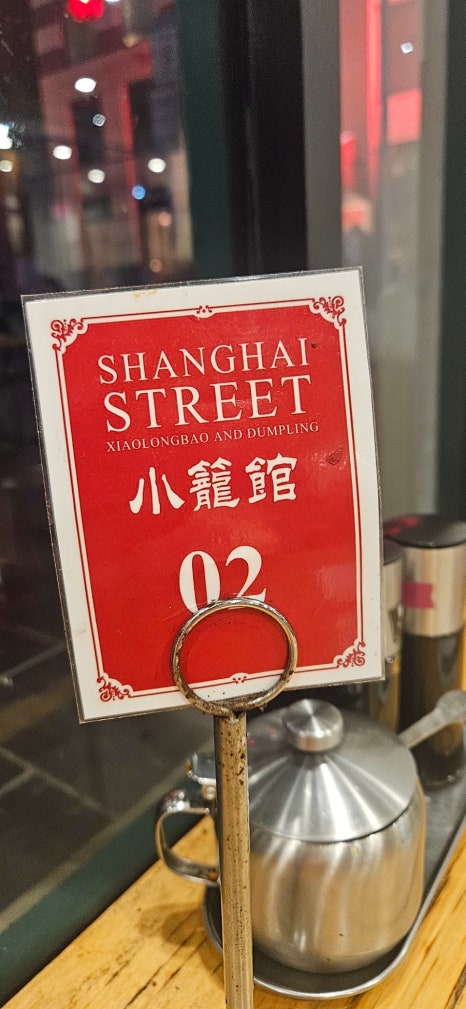 SHANGHAI
STREET
XIAOLONGBAO AND DUMPLING
小籠館
02